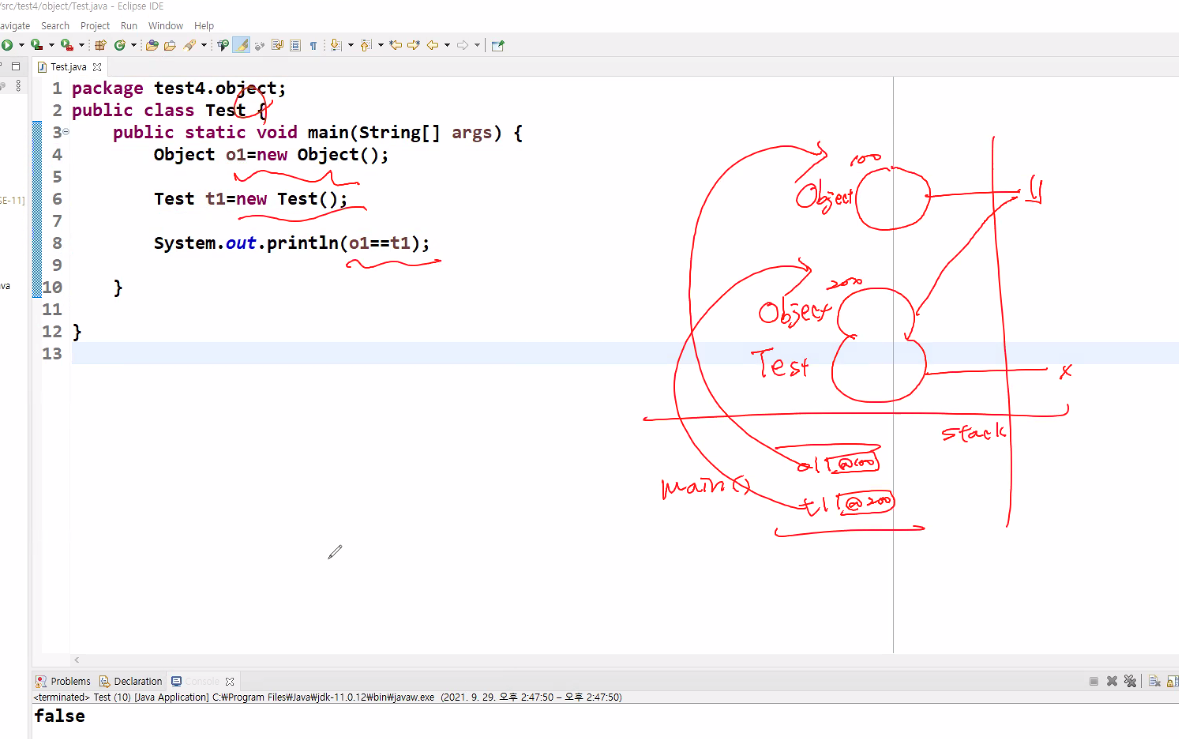 /src/test4/object/Test.java - Eclipse IDE
avigate Search Project Run Window Help
Test.java
1 package test4.object;
2 public class Test {
3 public static void main(String[] args) {
4 Object o1=new Object();
5
6 Test t1=new Test();
7
8 System.out.println(o1==t1);
9
10 }
11
12 }
13
SE-11]
ava
100
Object
200
Object
Test
x
stack
o1 @100
main()
t1 @200
Problems Declaration Console
<terminated> Test (10) [Java Application] C:₩Program Files₩Java₩jdk-11.0.12₩bin₩javaw.exe (2021. 9. 29. 오후 2:47:50 – 오후 2:47:50)
false